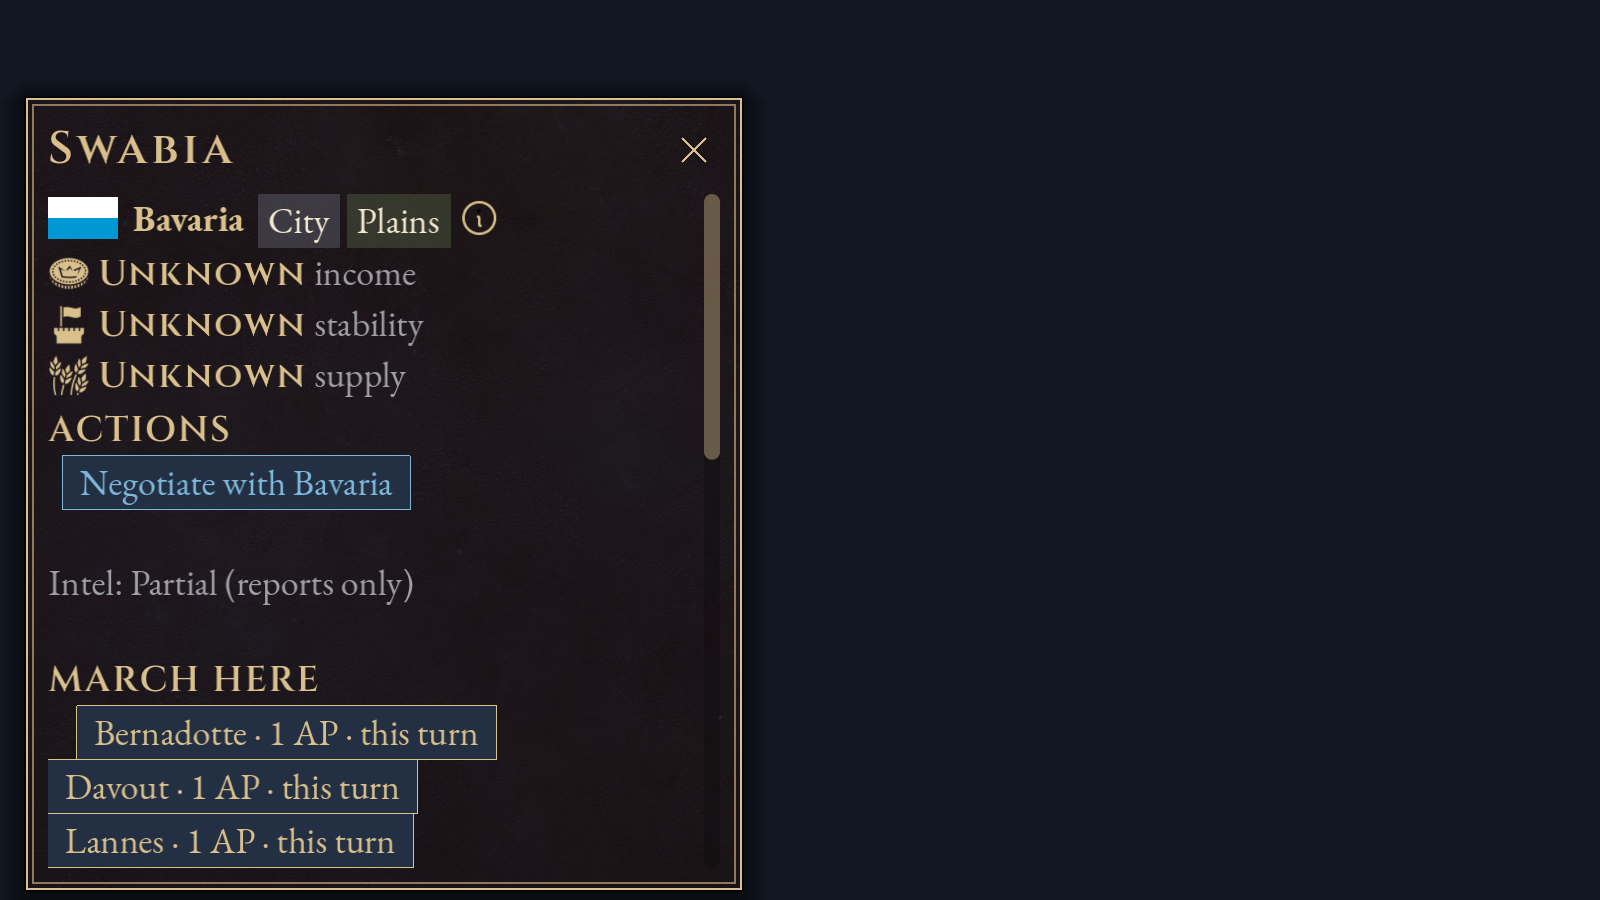 Swabia
Bavaria City Plains
Unknown income
Unknown stability
Unknown supply
ACTIONS
Negotiate with Bavaria
Intel: Partial (reports only)
MARCH HERE
Bernadotte · 1 AP · this turn
Davout · 1 AP · this turn
Lannes · 1 AP · this turn